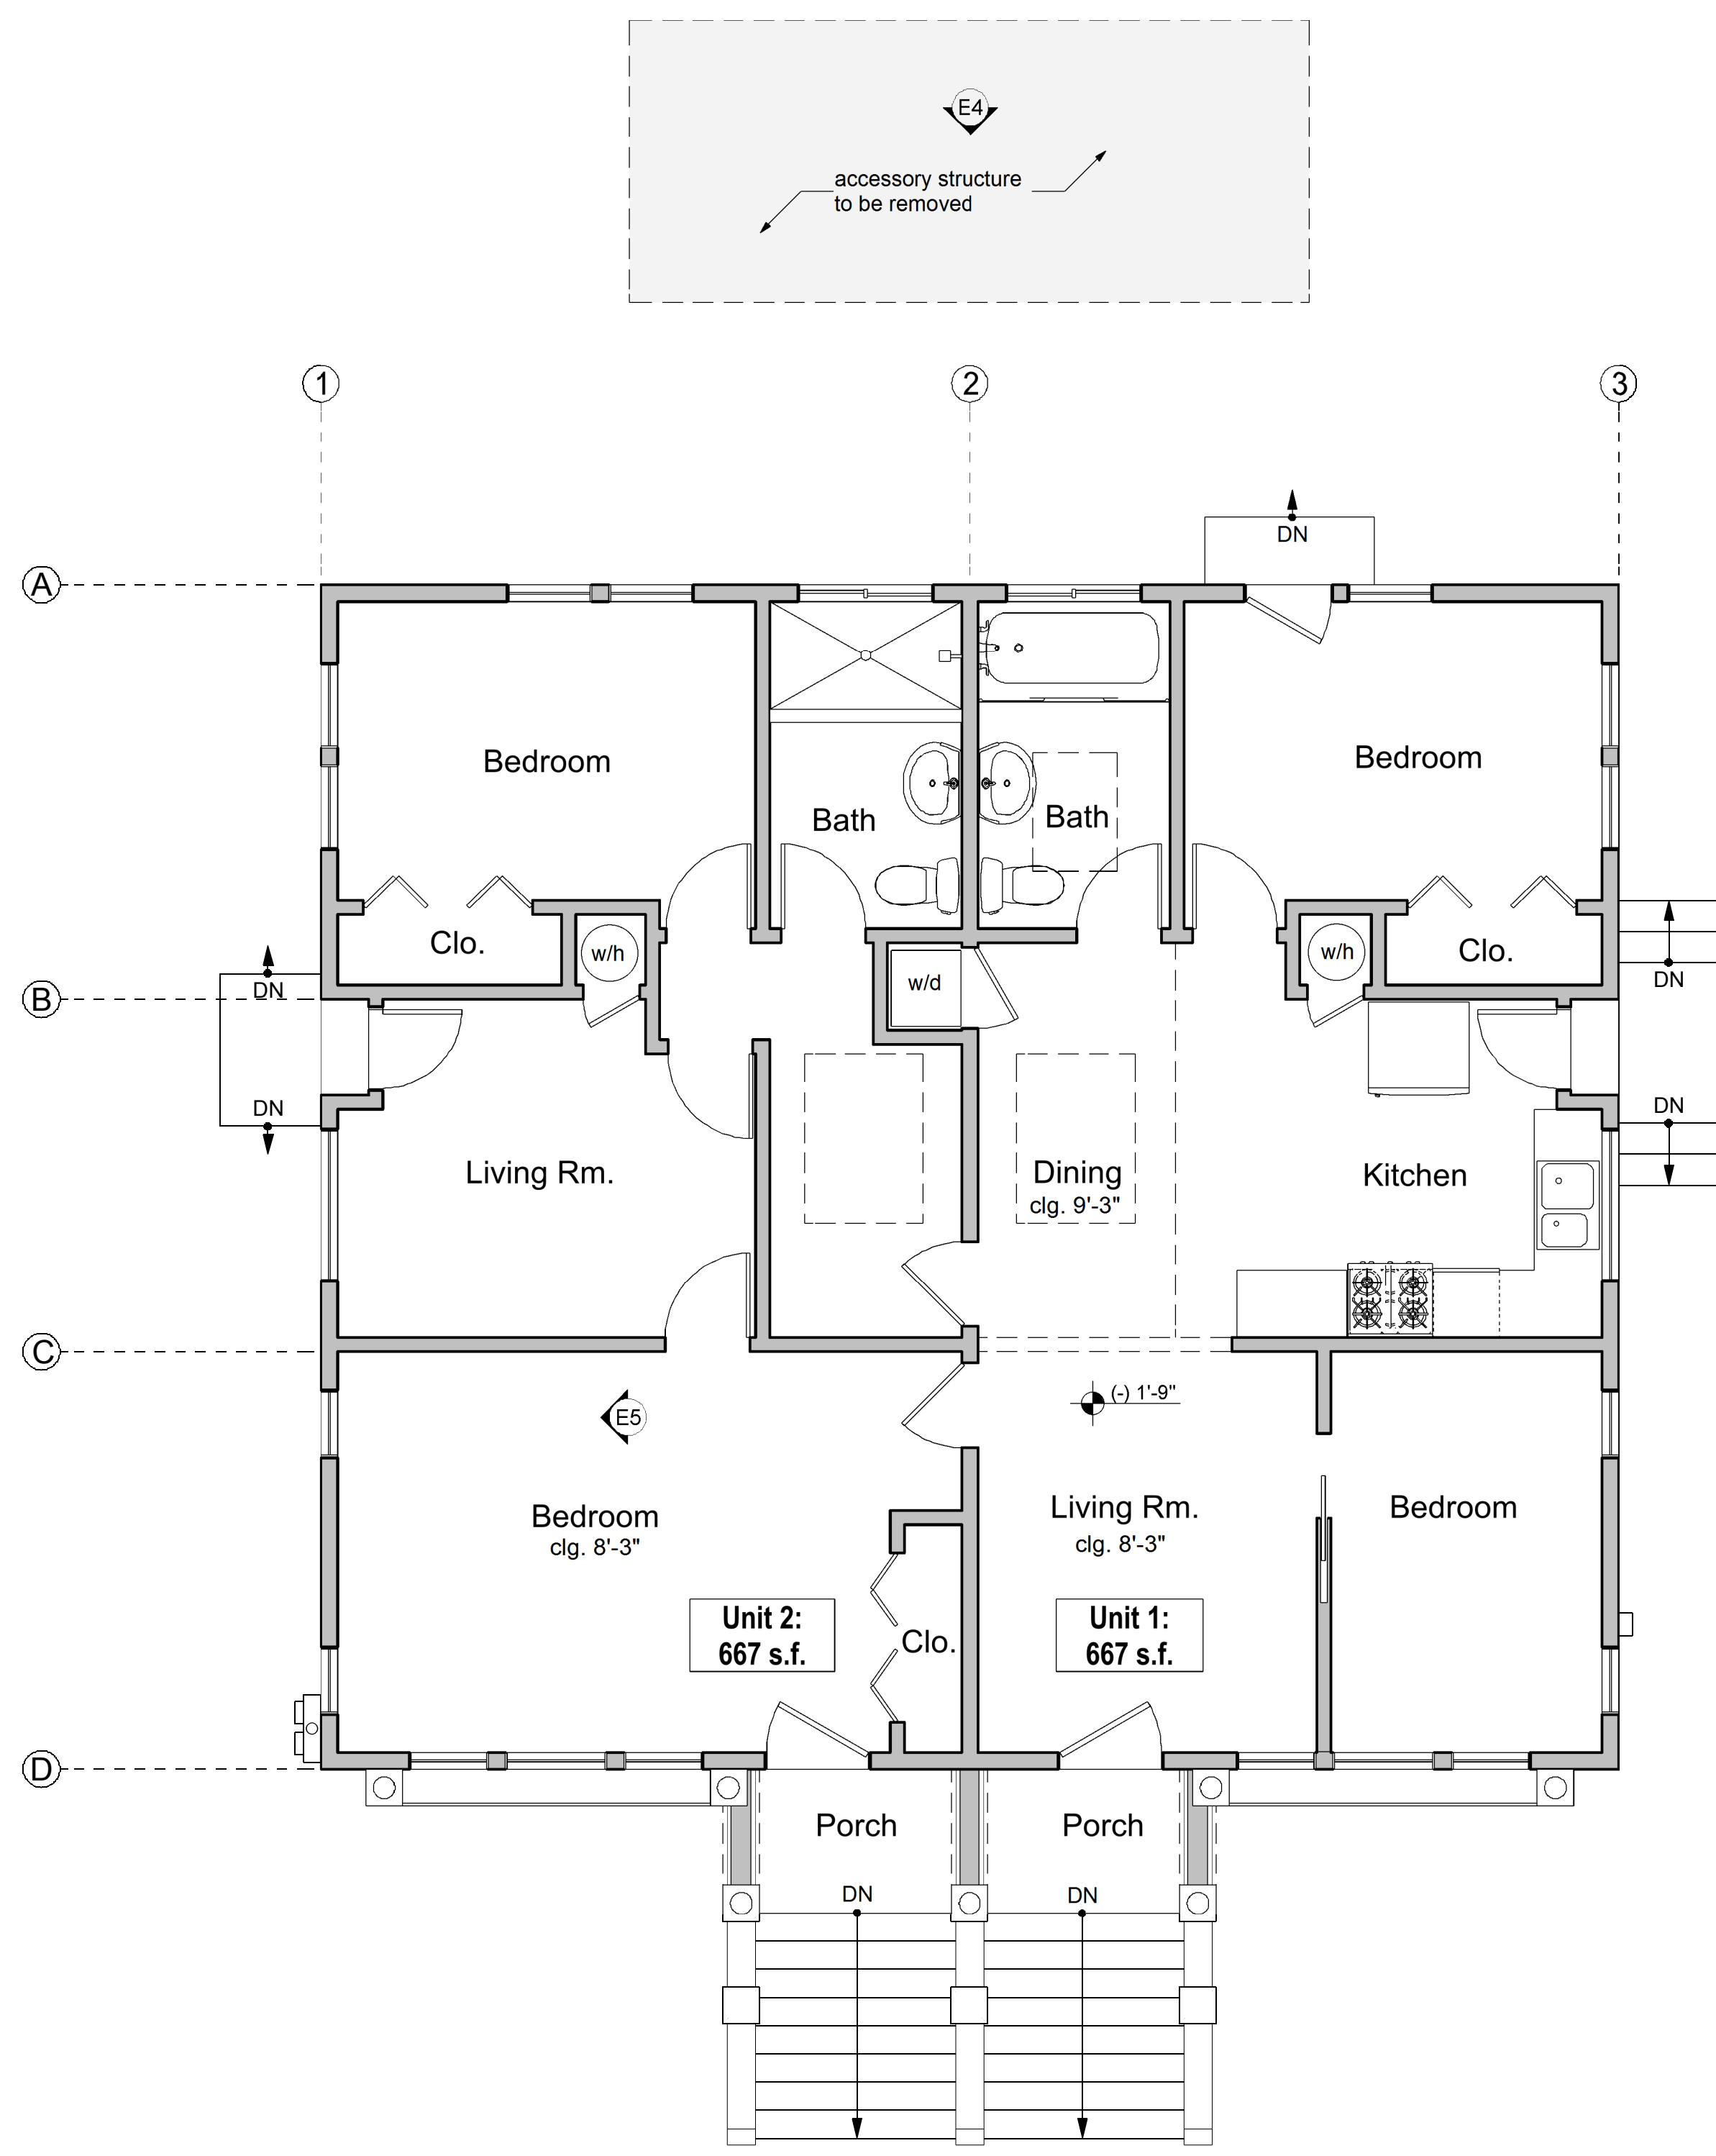 E4
accessory structure
to be removed
1
2
3
DN
A
Bedroom
Bedroom
Bath
Bath
Clo.
w/h
w/h
Clo.
w/d
DN
DN
B
DN
DN
Living Rm.
Dining
clg. 9'-3"
Kitchen
C
(-) 1'-9"
E5
Bedroom
clg. 8'-3"
Living Rm.
clg. 8'-3"
Bedroom
Unit 2:
667 s.f.
Unit 1:
667 s.f.
Clo.
D
Porch
Porch
DN
DN